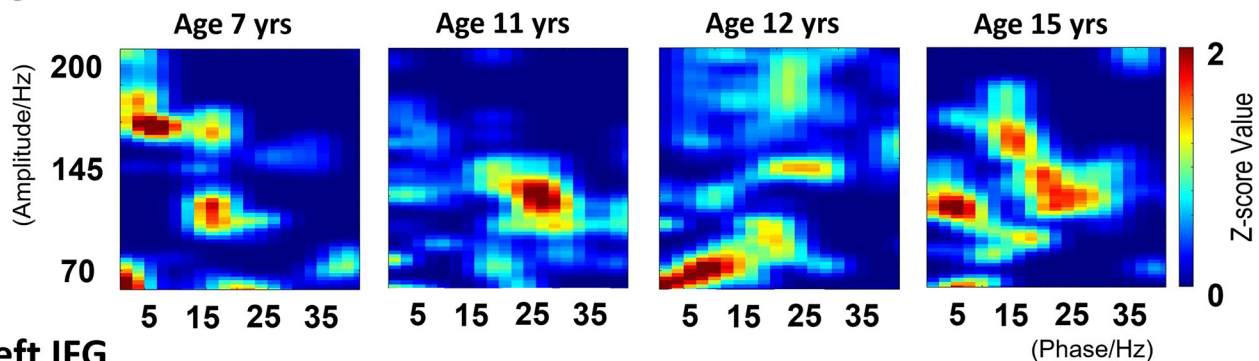 Age 7 yrs Age 11 yrs Age 12 yrs Age 15 yrs
(Amplitude/Hz)
200
145
70
5 15 25 35 5 15 25 35 5 15 25 35 5 15 25 35
(Phase/Hz)
2
0
Z-score Value
eft IFG